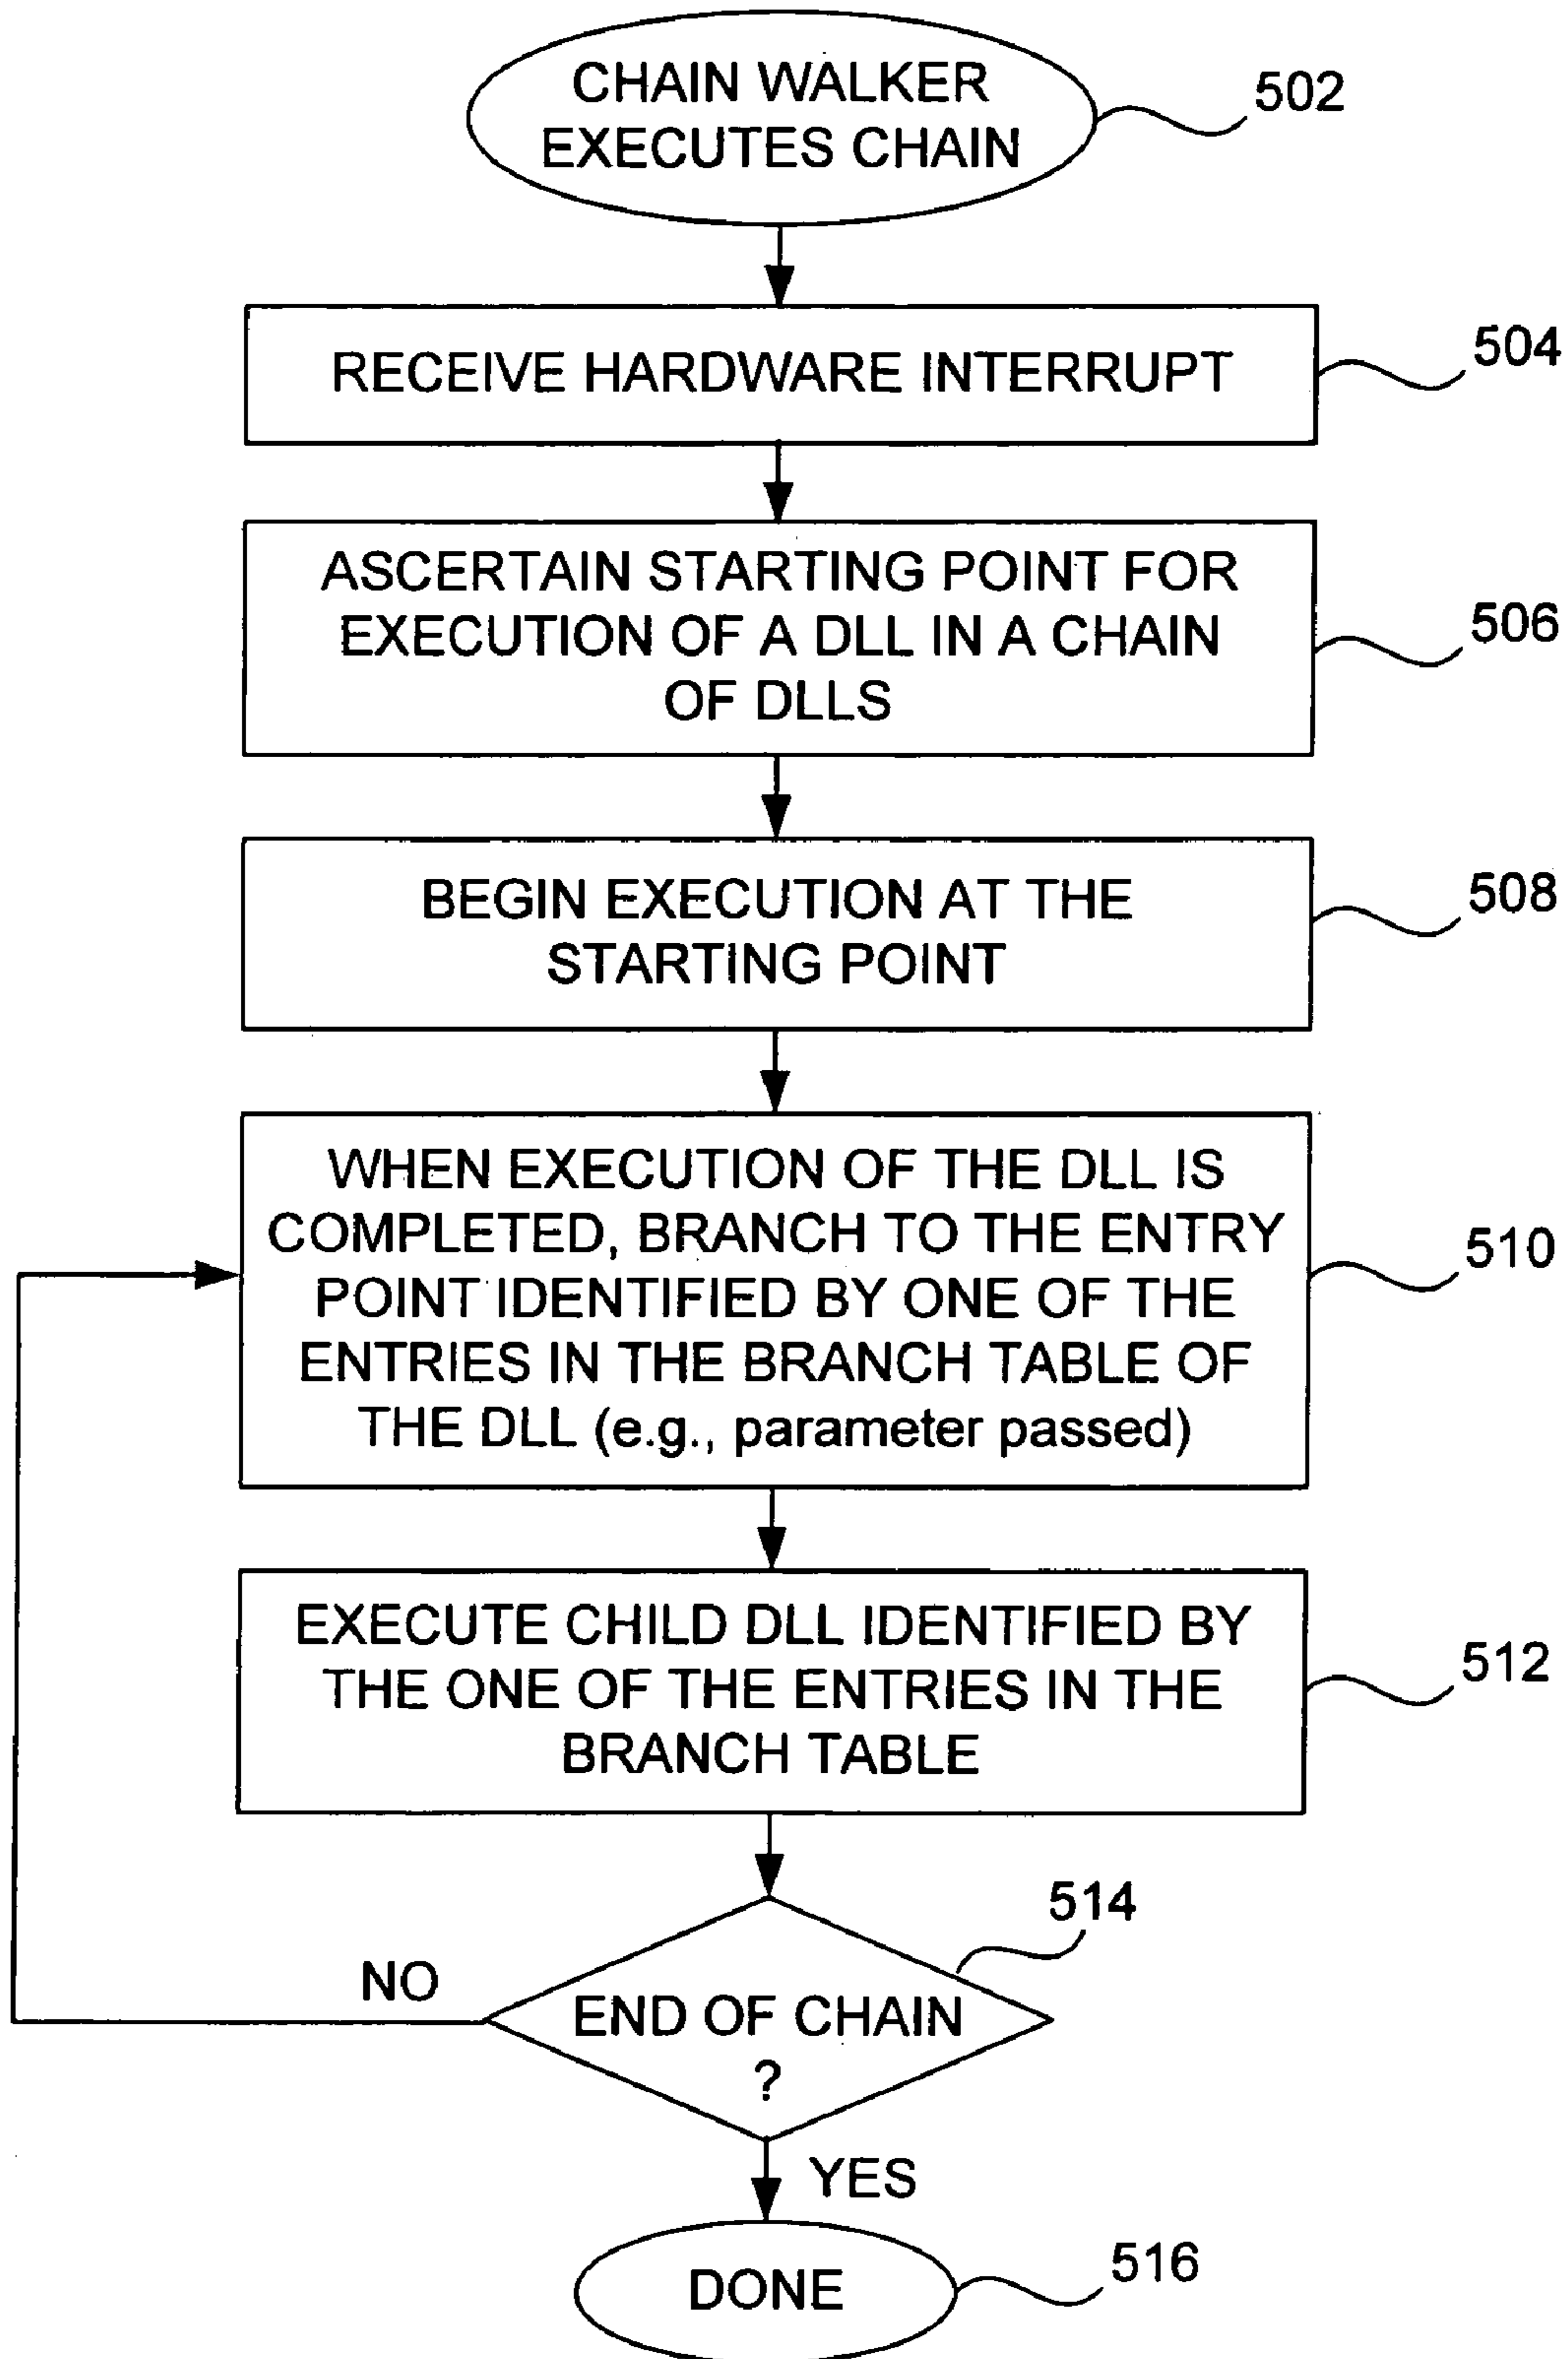 CHAIN WALKER
EXECUTES CHAIN
502
RECEIVE HARDWARE INTERRUPT
504
ASCERTAIN STARTING POINT FOR
EXECUTION OF A DLL IN A CHAIN
OF DLLS
506
BEGIN EXECUTION AT THE
STARTING POINT
508
WHEN EXECUTION OF THE DLL IS
COMPLETED, BRANCH TO THE ENTRY
POINT IDENTIFIED BY ONE OF THE
ENTRIES IN THE BRANCH TABLE OF
THE DLL (e.g., parameter passed)
510
EXECUTE CHILD DLL IDENTIFIED BY
THE ONE OF THE ENTRIES IN THE
BRANCH TABLE
512
514
NO
END OF CHAIN
?
YES
DONE
516